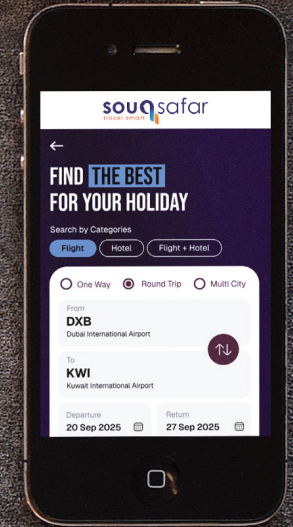 souqsafar
travel smart
FIND THE BEST
FOR YOUR HOLIDAY
Search by Categories
Flight Hotel Flight + Hotel
One Way Round Trip Multi City
From
DXB
Dubai International Airport
To
KWI
Kuwait International Airport
Departure Return
20 Sep 2025 27 Sep 2025